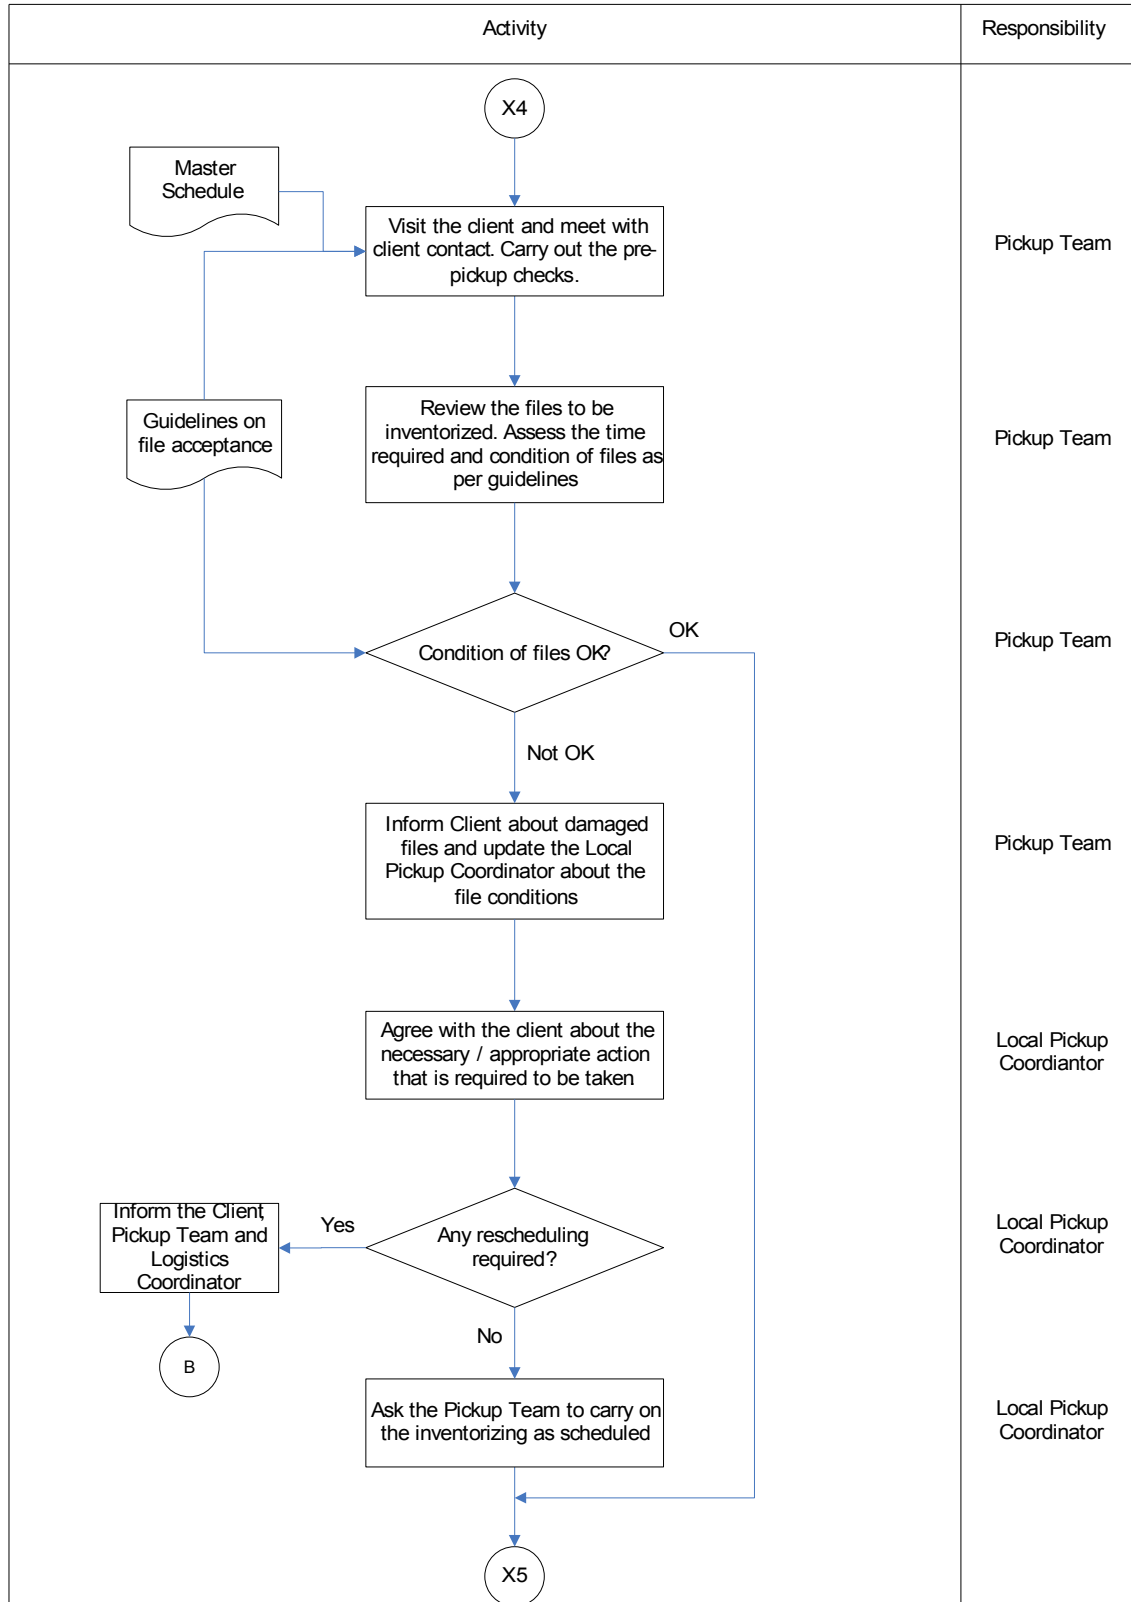 Activity
Responsibility
X4
Master
Schedule
Visit the client and meet with
client contact. Carry out the pre-
pickup checks.
Pickup Team
Guidelines on
file acceptance
Review the files to be
inventorized. Assess the time
required and condition of files as
per guidelines
Pickup Team
Condition of files OK?
OK
Pickup Team
Not OK
Inform Client about damaged
files and update the Local
Pickup Coordinator about the
file conditions
Pickup Team
Agree with the client about the
necessary / appropriate action
that is required to be taken
Local Pickup
Coordiantor
Inform the Client,
Pickup Team and
Logistics
Coordinator
Yes
Any rescheduling
required?
Local Pickup
Coordinator
No
B
Ask the Pickup Team to carry on
the inventorizing as scheduled
Local Pickup
Coordinator
X5